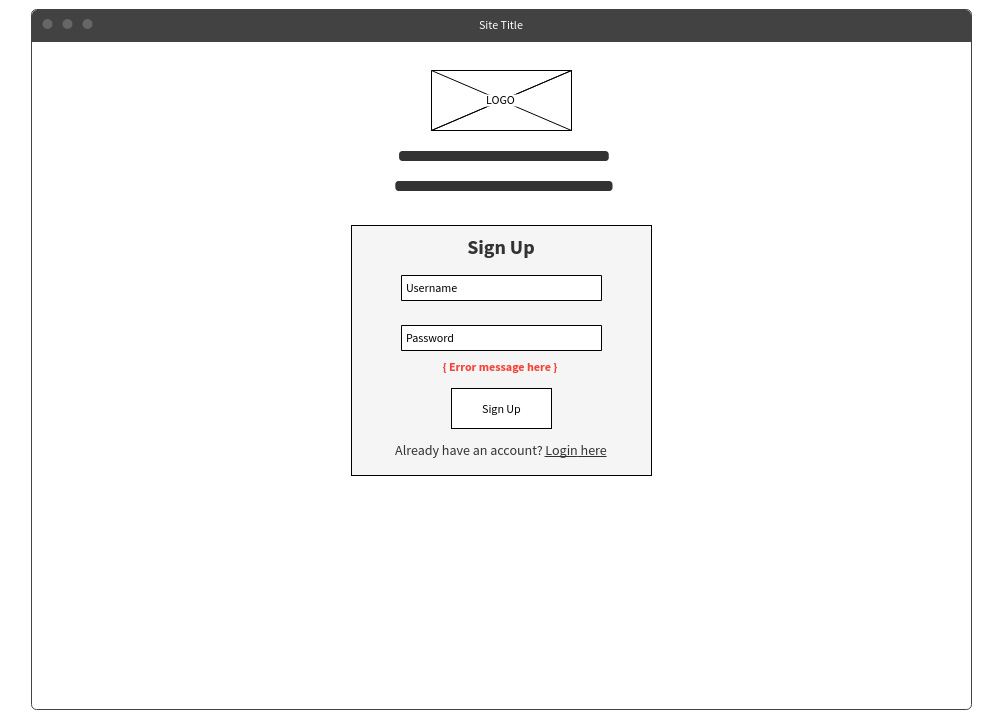 Site Title
LOGO
Sign Up
Username
Password
{ Error message here }
Sign Up
Already have an account? Login here